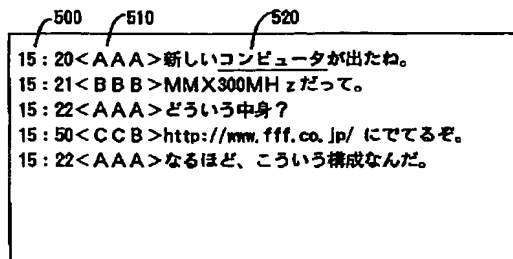 500 510 520
15：20＜AAA＞新しいコンピュータが出たね。
15：21＜BBB＞MMX300MHzだって。
15：22＜AAA＞どういう中身？
15：50＜CCB＞http://www.fff.co.jp/ にでてるぞ。
15：22＜AAA＞なるほど、こういう構成なんだ。